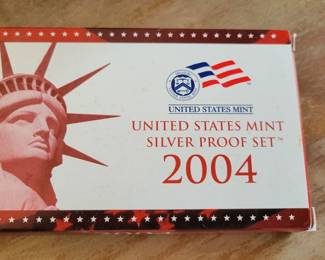 UNITED STATES MINT
UNITED STATES MINT
SILVER PROOF SET™
2004